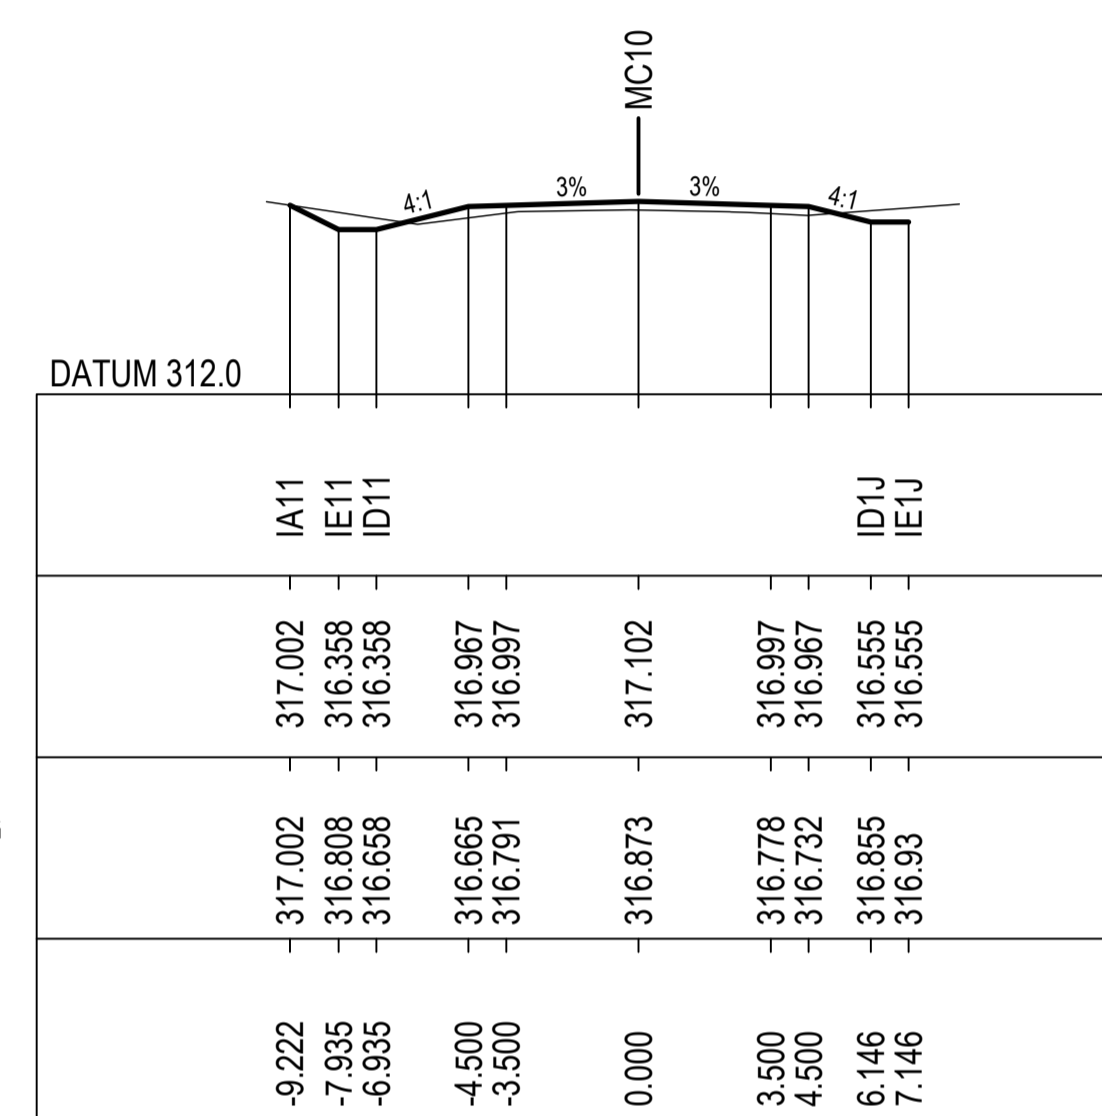 MC10
4:1 3% 3% 4:1
DATUM 312.0
IA11 IE11 ID11 ID1J IE1J
317.002 316.358 316.358 316.967 316.997 317.102 316.997 316.967 316.555 316.555
317.002 316.808 316.658 316.665 316.791 316.873 316.778 316.732 316.855 316.93
-9.222 -7.935 -6.935 -4.500 -3.500 0.000 3.500 4.500 6.146 7.146